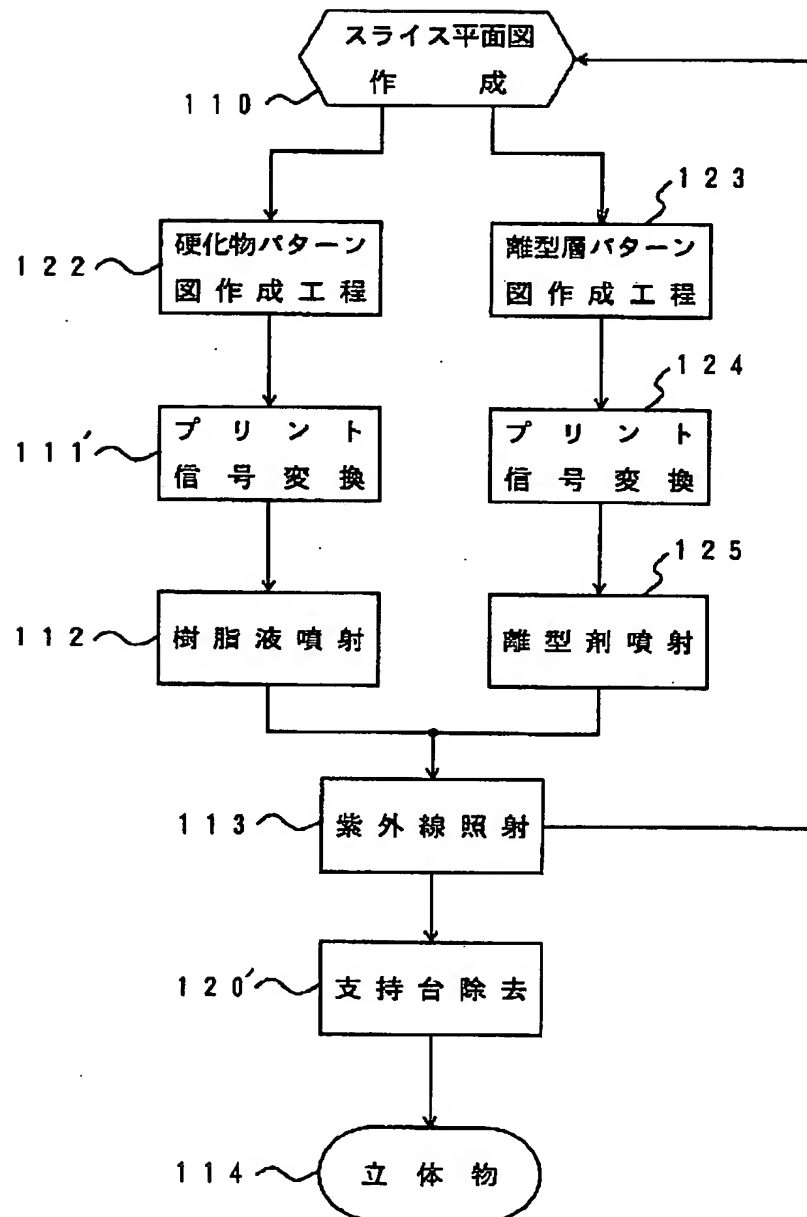 スライス平面図
作成
110
123
硬化物パターン
図作成工程
122
離型層パターン
図作成工程
124
プリント
信号変換
111′
プリント
信号変換
125
112
樹脂液噴射
離型剤噴射
113
紫外線照射
120′
支持台除去
114
立体物